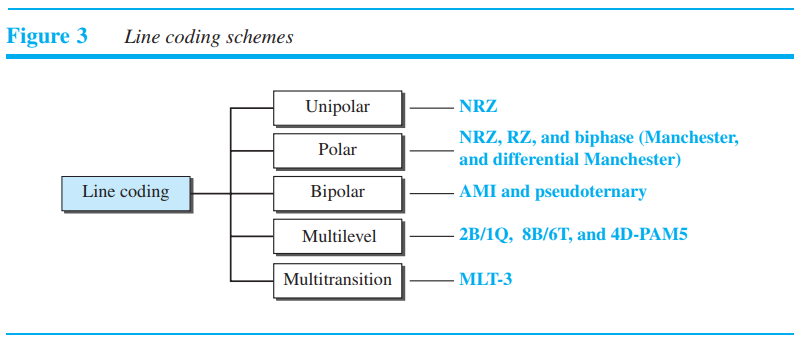 Figure 3 Line coding schemes
Unipolar NRZ
Polar NRZ, RZ, and biphase (Manchester,
and differential Manchester)
Line coding Bipolar AMI and pseudoternary
Multilevel 2B/1Q, 8B/6T, and 4D-PAM5
Multitransition MLT-3